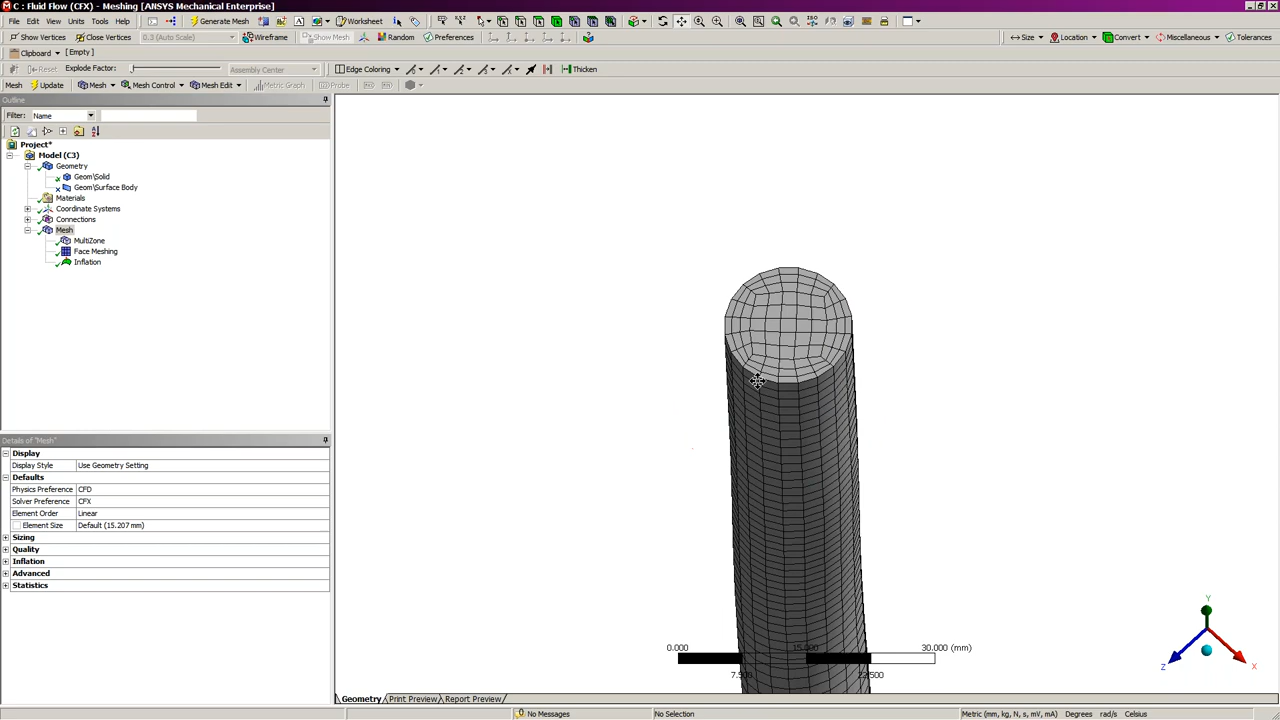 C : Fluid Flow (CFX) - Meshing [ANSYS Mechanical Enterprise]
File Edit View Units Tools Help Generate Mesh Worksheet
Show Vertices Close Vertices 0.3 (Auto Scale) Wireframe Show Mesh Random Preferences Size Location Convert Miscellaneous Tolerances
Clipboard [Empty]
Reset Explode Factor: Assembly Center Edge Coloring Thicken
Mesh Update Mesh Mesh Control Mesh Edit Metric Graph Probe
Outline
Filter: Name
Project*
Model (C3)
Geometry
Geom\Solid
Geom\Surface Body
Materials
Coordinate Systems
Connections
Mesh
MultiZone
Face Meshing
Inflation
Details of "Mesh"
Display
Display Style Use Geometry Setting
Defaults
Physics Preference CFD
Solver Preference CFX
Element Order Linear
Element Size Default (15.207 mm)
Sizing
Quality
Inflation
Advanced
Statistics
0.000 15.000 30.000 (mm)
7.500 22.500
Y
Z X
Geometry Print Preview Report Preview
No Messages No Selection Metric (mm, kg, N, s, mV, mA) Degrees rad/s Celsius